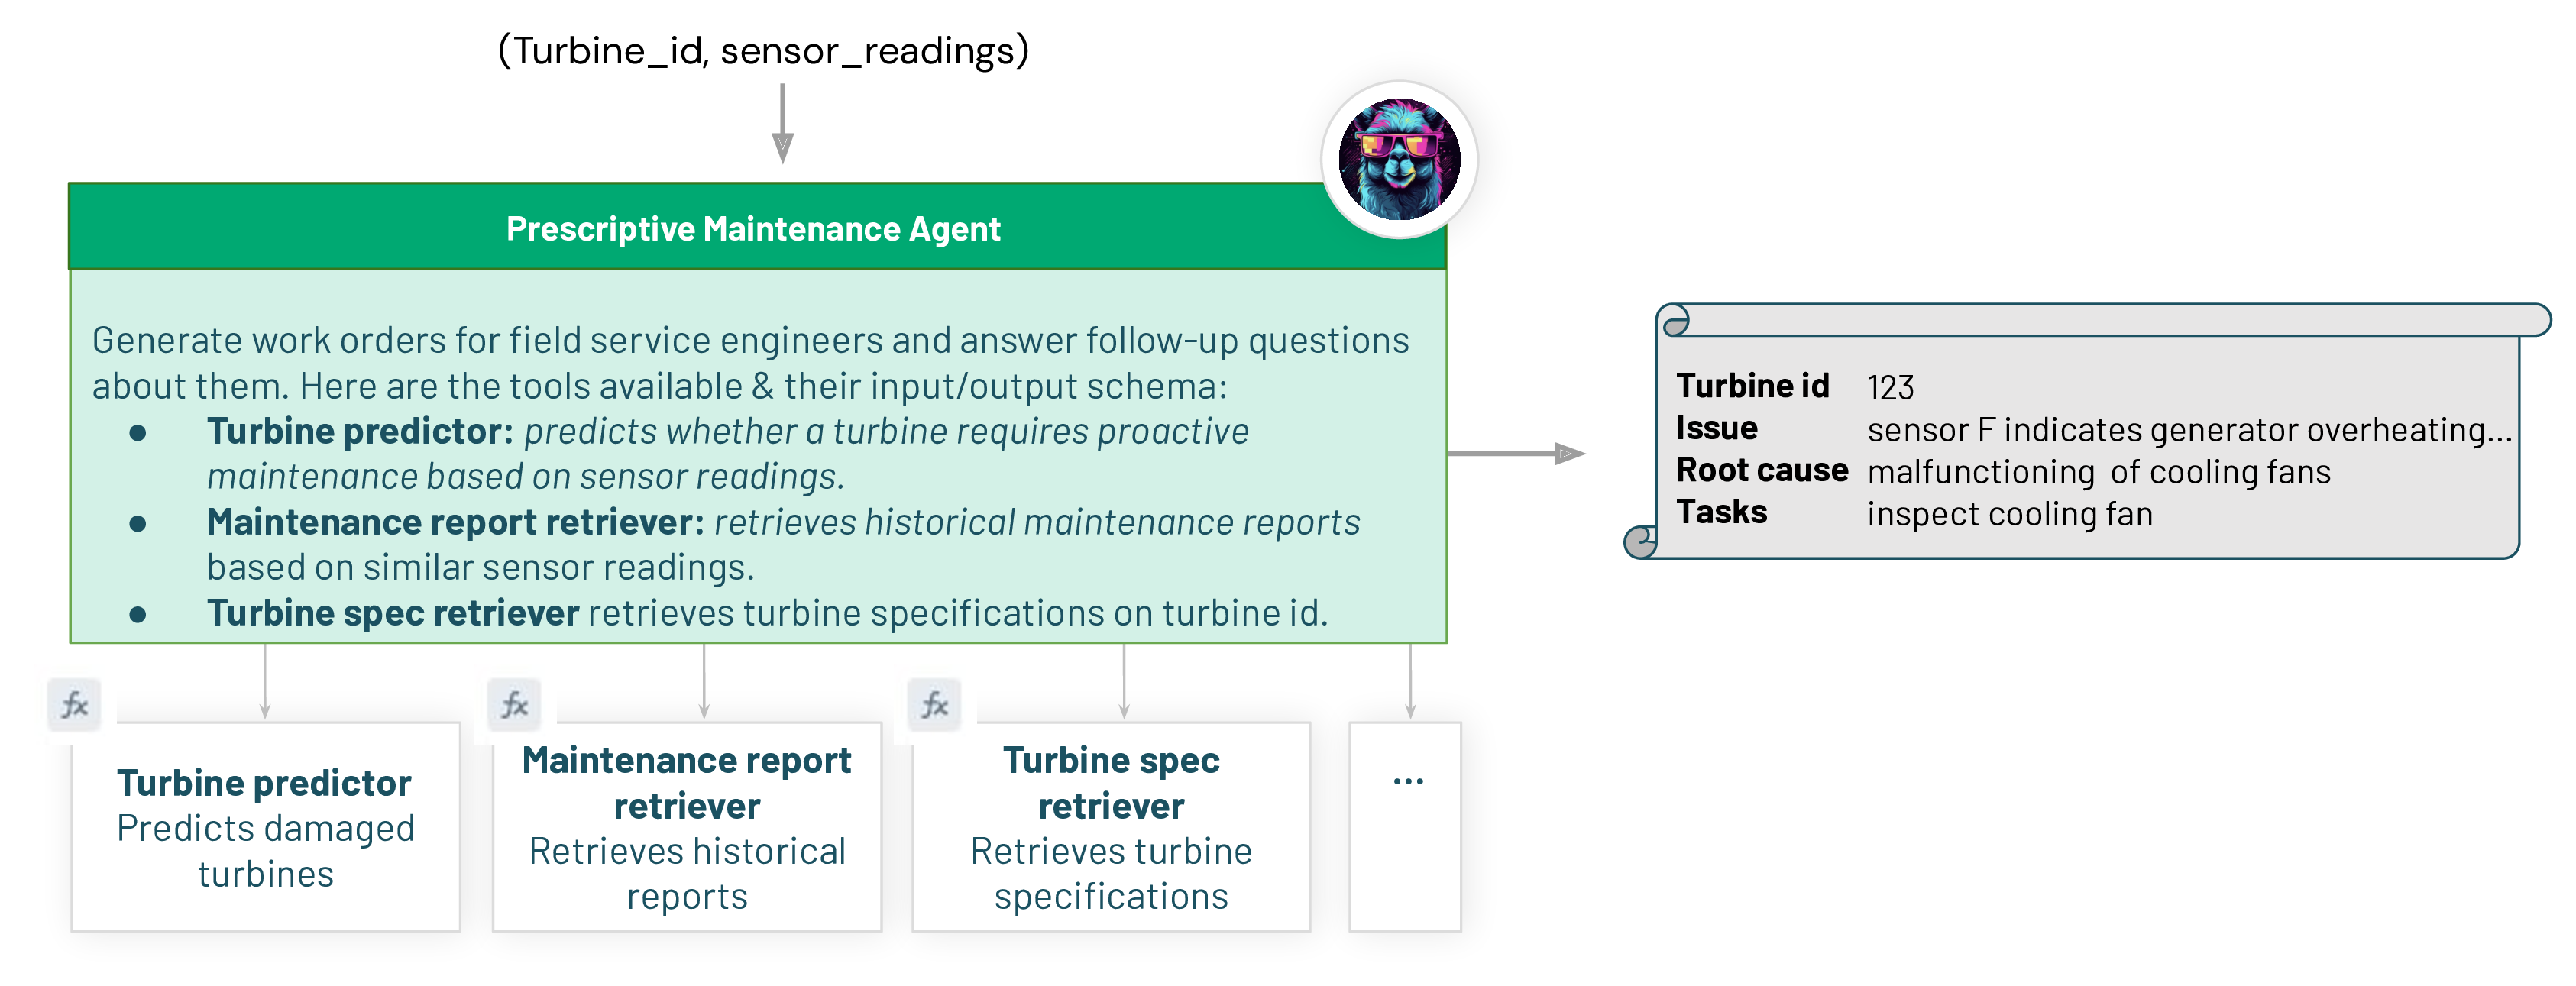 (Turbine_id, sensor_readings)
Prescriptive Maintenance Agent
Generate work orders for field service engineers and answer follow-up questions
about them. Here are the tools available & their input/output schema:
● Turbine predictor: predicts whether a turbine requires proactive
maintenance based on sensor readings.
● Maintenance report retriever: retrieves historical maintenance reports
based on similar sensor readings.
● Turbine spec retriever retrieves turbine specifications on turbine id.
Turbine id 123
Issue sensor F indicates generator overheating...
Root cause malfunctioning of cooling fans
Tasks inspect cooling fan
fx
Turbine predictor
Predicts damaged
turbines
fx
Maintenance report
retriever
Retrieves historical
reports
fx
Turbine spec
retriever
Retrieves turbine
specifications
...